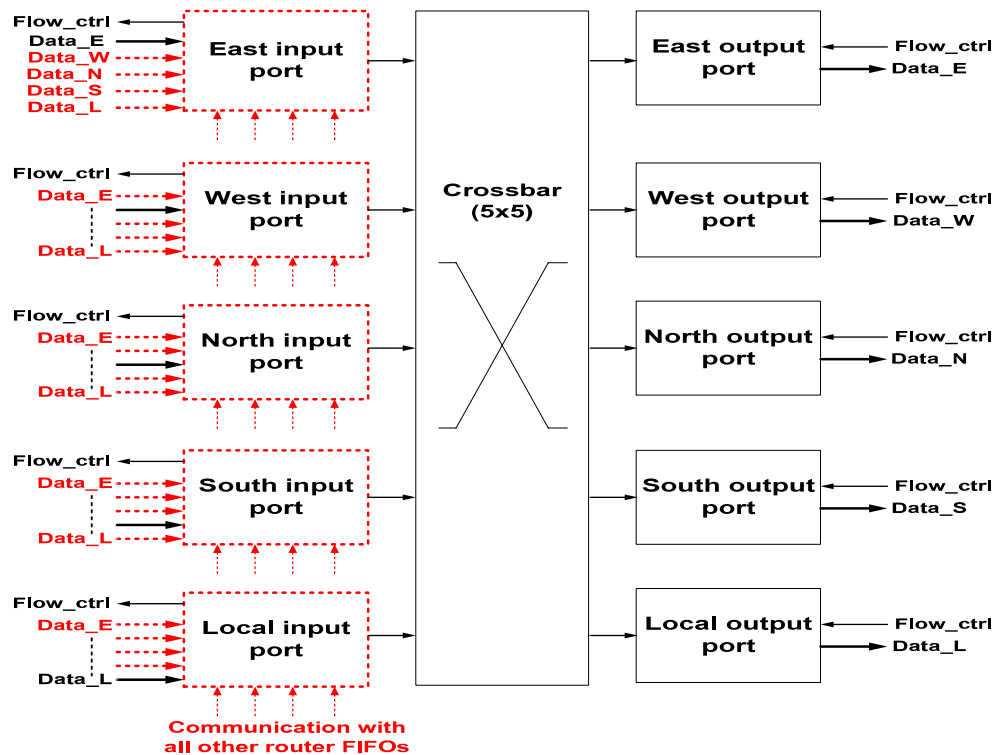 Flow_ctrl
Data_E
Data_W
Data_N
Data_S
Data_L
East input
port
East output
port
Flow_ctrl
Data_E
Flow_ctrl
Data_E
Data_L
West input
port
Crossbar
(5x5)
West output
port
Flow_ctrl
Data_W
Flow_ctrl
Data_E
Data_L
North input
port
North output
port
Flow_ctrl
Data_N
Flow_ctrl
Data_E
Data_L
South input
port
South output
port
Flow_ctrl
Data_S
Flow_ctrl
Data_E
Data_L
Local input
port
Local output
port
Flow_ctrl
Data_L
Communication with
all other router FIFOs